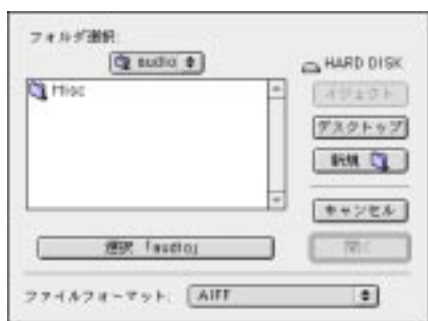 フォルダ選択:
audio
HARD DISK
Misc
イジェクト
デスクトップ
新規
キャンセル
選択「audio」
開く
ファイルフォーマット: AIFF